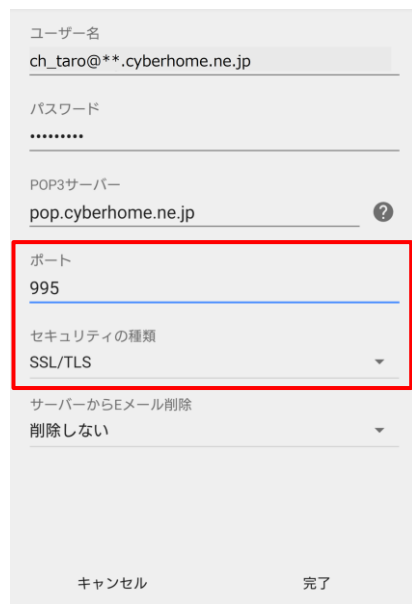 ユーザー名
ch_taro@**.cyberhome.ne.jp
パスワード
•••••••••
POP3サーバー
pop.cyberhome.ne.jp
ポート
995
セキュリティの種類
SSL/TLS
サーバーからEメール削除
削除しない
キャンセル 完了